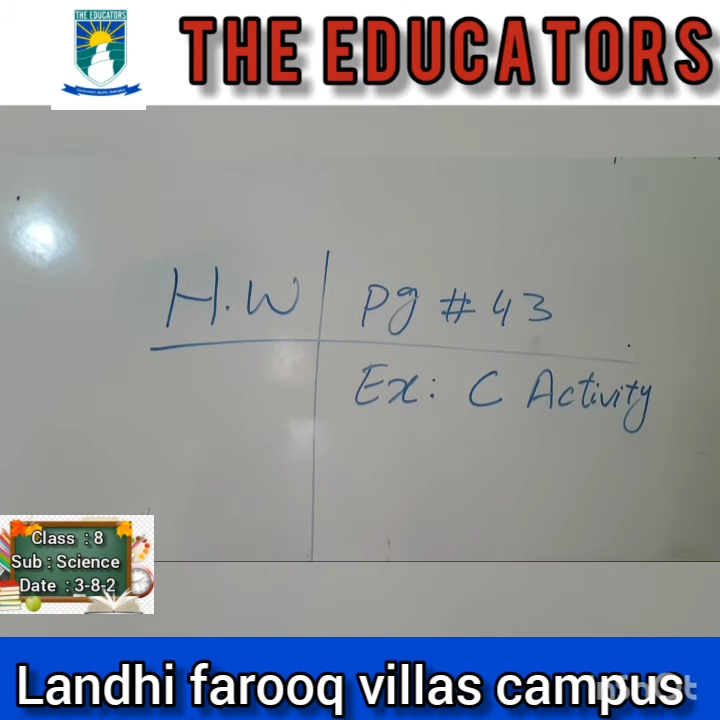 THE EDUCATORS
THE EDUCATORS
H.W | Pg # 43
Ex: C Activity
Class : 8
Sub : Science
Date : 3-8-2
Landhi farooq villas campus